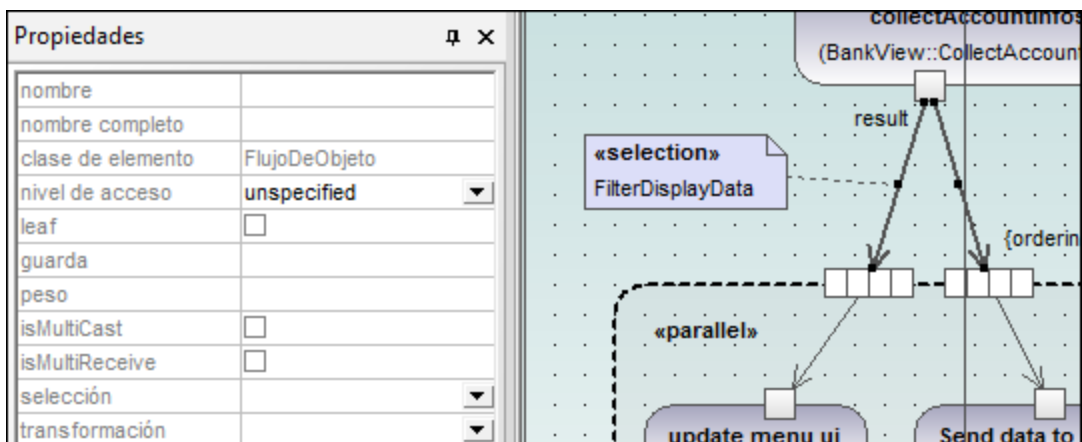 Propiedades
nombre
nombre completo
clase de elemento FlujoDeObjeto
nivel de acceso unspecified
leaf
guarda
peso
isMultiCast
isMultiReceive
selección
transformación
collectAccountInfos
(BankView::CollectAccount
result
«selection»
FilterDisplayData
{orderin
«parallel»
update menu ui
Send data to